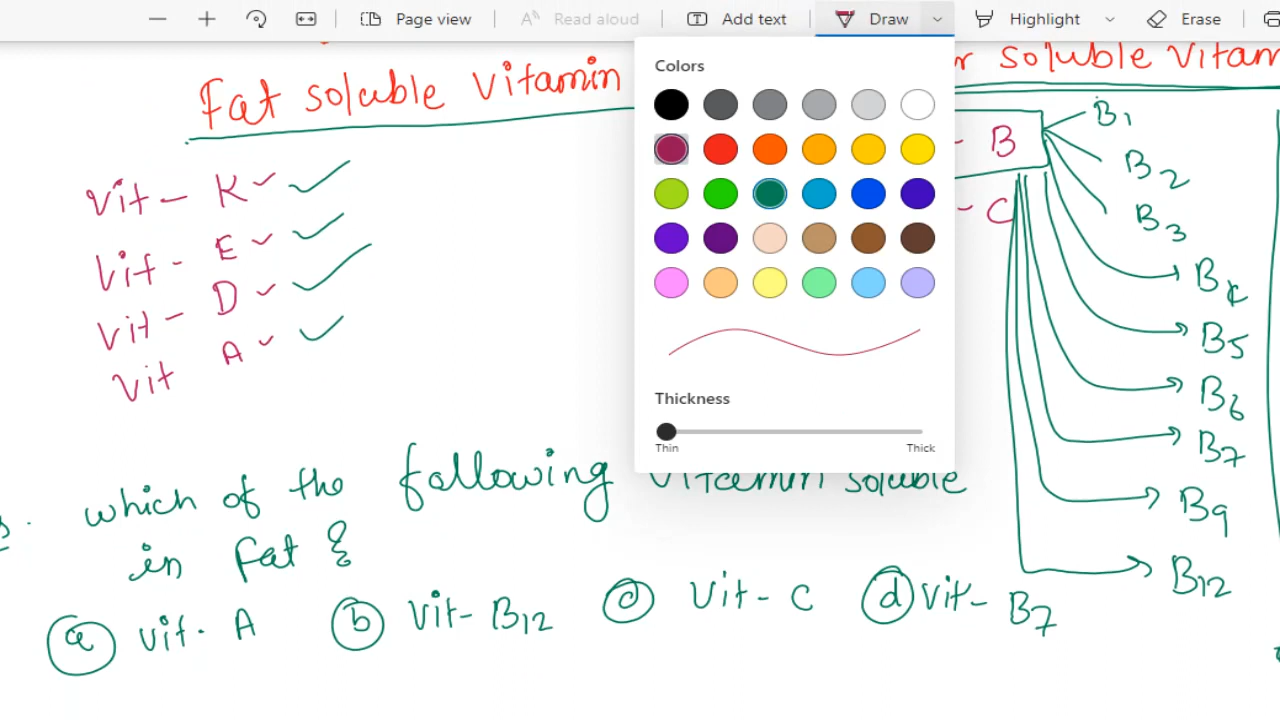 Page view
Read aloud
Add text
Draw
Highlight
Erase
Fat soluble Vitamin
soluble Vitam
Colors
Thickness
Thin
Thick
Vit - K
Vit - E
Vit - D
Vit A
- B
- C
B1
B2
B3
B5
B6
B7
B9
B12
which of the following Vitamin soluble
in fat
(a) Vit - A (b) Vit - B12 (c) Vit - C (d) Vit - B7